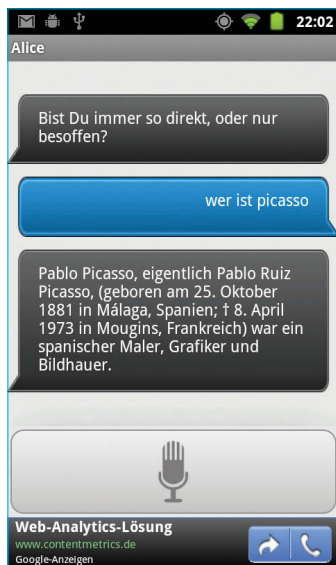 22:02
Alice
Bist Du immer so direkt, oder nur
besoffen?
wer ist picasso
Pablo Picasso, eigentlich Pablo Ruiz
Picasso, (geboren am 25. Oktober
1881 in Málaga, Spanien; † 8. April
1973 in Mougins, Frankreich) war ein
spanischer Maler, Grafiker und
Bildhauer.
Web-Analytics-Lösung
www.contentmetrics.de
Google-Anzeigen